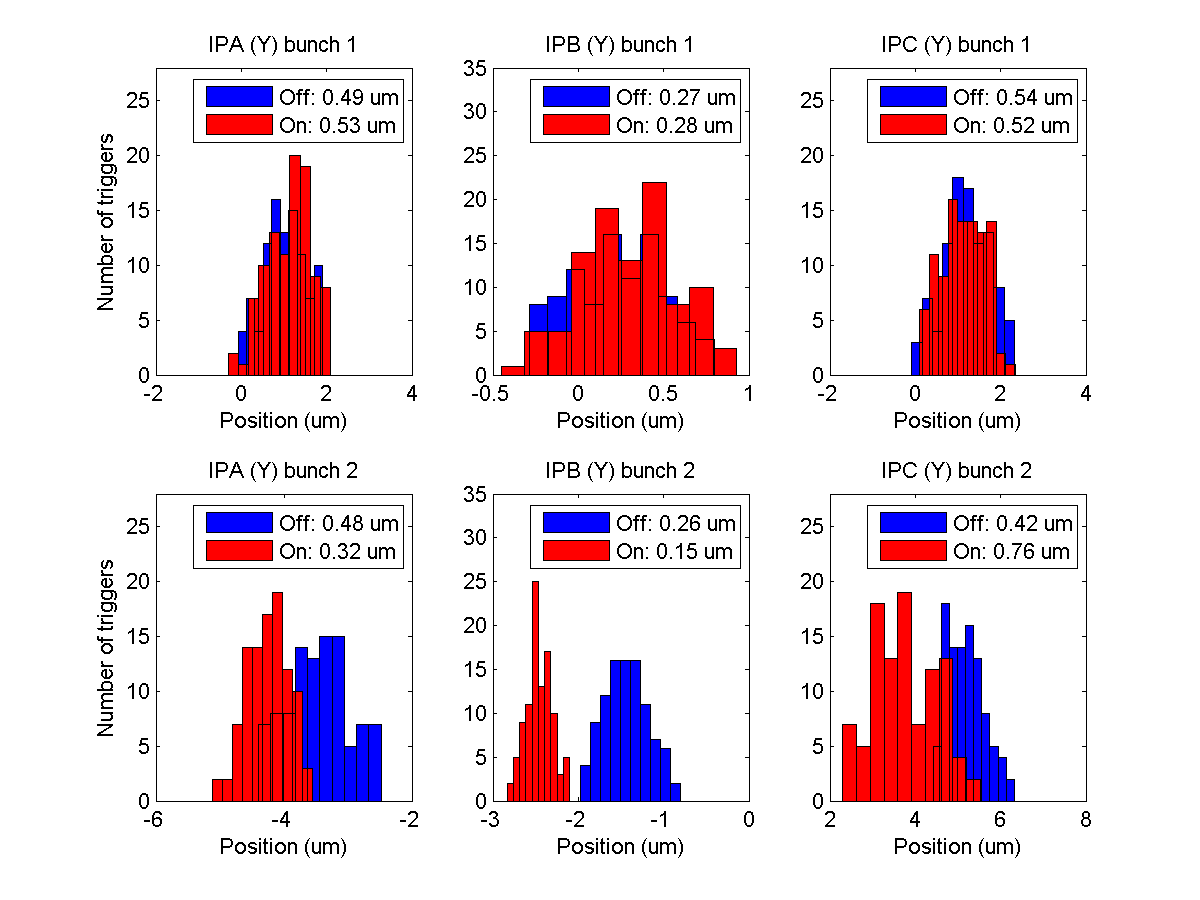 IPA (Y) bunch 1
Off: 0.49 um
On: 0.53 um
Number of triggers
25
20
15
10
5
0
-2 0 2 4
Position (um)
IPB (Y) bunch 1
Off: 0.27 um
On: 0.28 um
35
30
25
20
15
10
5
0
-0.5 0 0.5 1
Position (um)
IPC (Y) bunch 1
Off: 0.54 um
On: 0.52 um
25
20
15
10
5
0
-2 0 2 4
Position (um)
IPA (Y) bunch 2
Off: 0.48 um
On: 0.32 um
Number of triggers
25
20
15
10
5
0
-6 -4 -2
Position (um)
IPB (Y) bunch 2
Off: 0.26 um
On: 0.15 um
35
30
25
20
15
10
5
0
-3 -2 -1 0
Position (um)
IPC (Y) bunch 2
Off: 0.42 um
On: 0.76 um
25
20
15
10
5
0
2 4 6 8
Position (um)